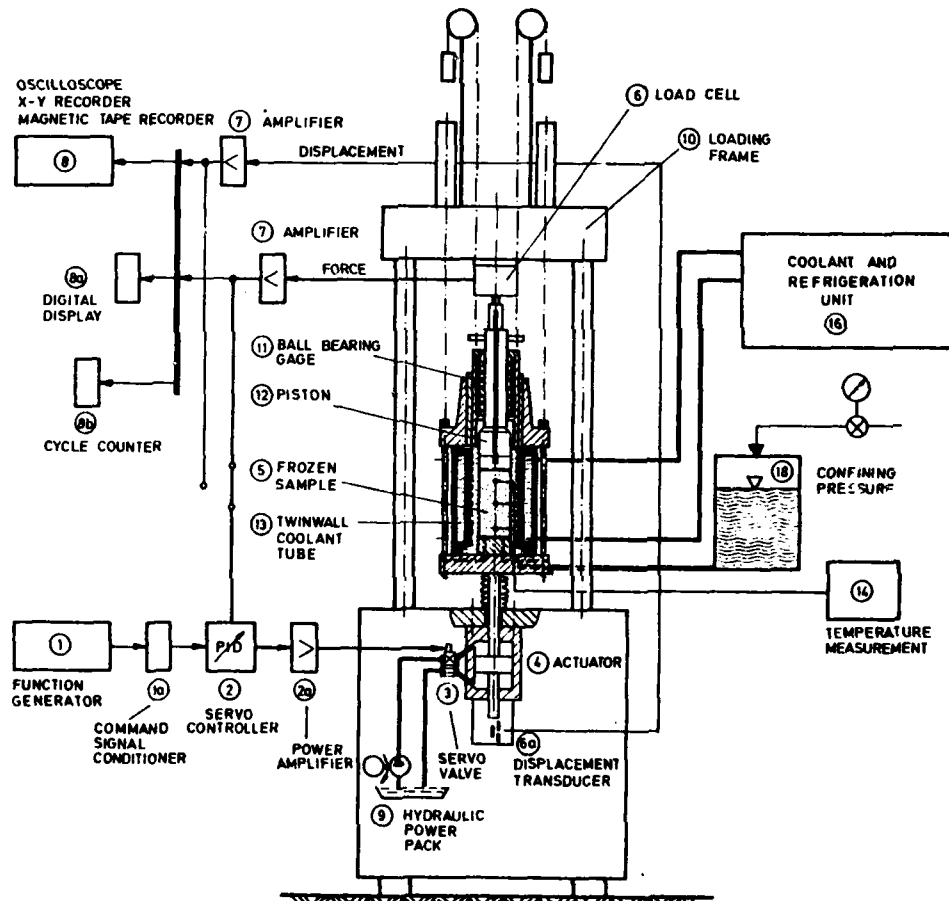 OSCILLOSCOPE
X-Y RECORDER
MAGNETIC TAPE RECORDER
8
7 AMPLIFIER
DISPLACEMENT
6 LOAD CELL
10 LOADING
FRAME
7 AMPLIFIER
FORCE
8a
DIGITAL
DISPLAY
8b
CYCLE COUNTER
11 BALL BEARING
GAGE
12 PISTON
5 FROZEN
SAMPLE
13 TWINWALL
COOLANT
TUBE
COOLANT AND
REFRIGERATION
UNIT
16
18
CONFINING
PRESSURE
14
TEMPERATURE
MEASUREMENT
1
FUNCTION
GENERATOR
1a
COMMAND
SIGNAL
CONDITIONER
PID
2
SERVO
CONTROLLER
2a
POWER
AMPLIFIER
3
SERVO
VALVE
4 ACTUATOR
6a
DISPLACEMENT
TRANSDUCER
9 HYDRAULIC
POWER
PACK